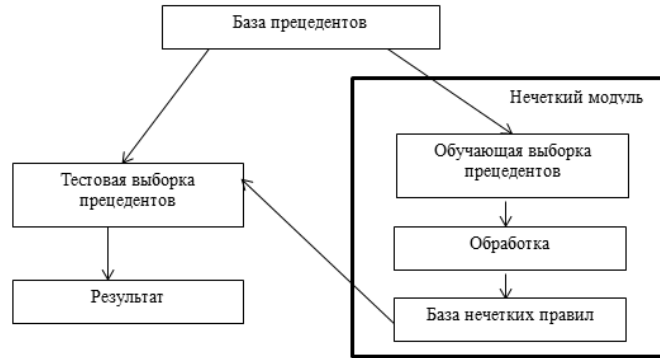 База прецедентов
Нечеткий модуль
Обучающая выборка
прецедентов
Тестовая выборка
прецедентов
Обработка
Результат
База нечетких правил